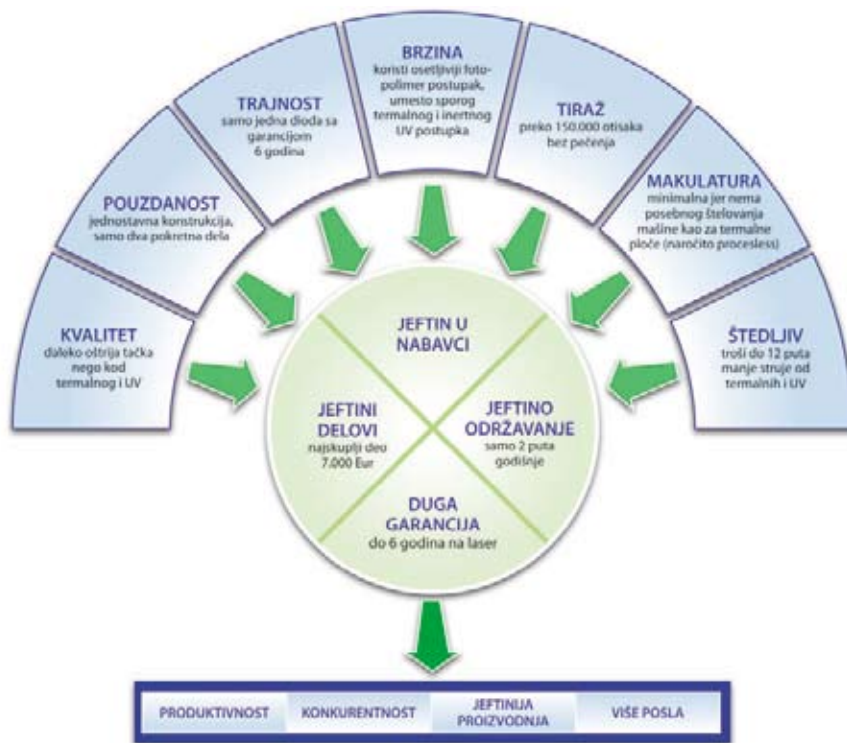 KVALITET
daleko oštrija tačka
nego kod
termalnog i UV
POUZDANOST
jednostavna konstrukcija,
samo dva pokretna dela
TRAJNOST
samo jedna dioda sa
garancijom
6 godina
BRZINA
koristi osetljiviji foto-
polimer postupak,
umesto sporog
termalnog i inertnog
UV postupka
TIRAŽ
preko 150.000 otisaka
bez pečenja
MAKULATURA
minimalna jer nema
posebnog štelovanja
mašine kao za termalne
ploče (naročito procesless)
ŠTEDLJIV
troši do 12 puta
manje struje od
termalnih i UV
JEFTIN U
NABAVCI
JEFTINI
DELOVI
najskuplji deo
7.000 Eur
JEFTINO
ODRŽAVANJE
samo 2 puta
godišnje
DUGA
GARANCIJA
do 6 godina na laser
PRODUKTIVNOST
KONKURENTNOST
JEFTINIJA
PROIZVODNJA
VIŠE POSLA